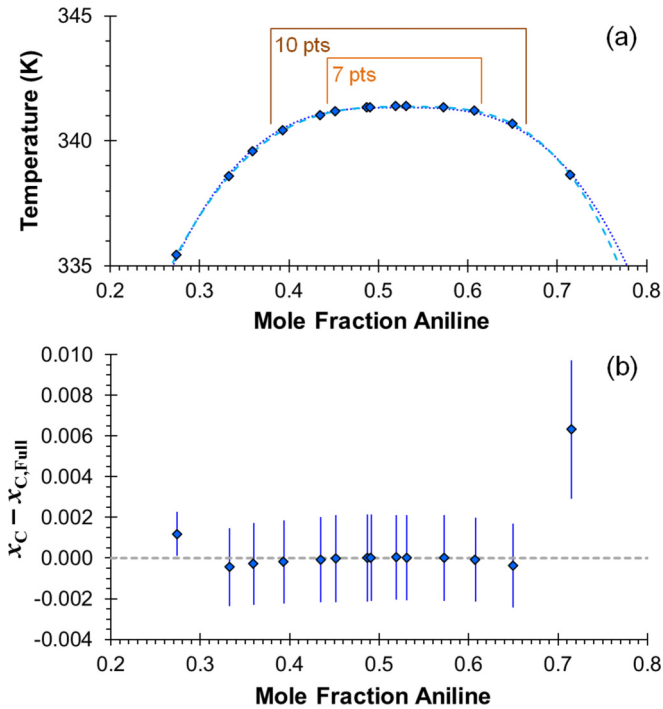 (a)
345
10 pts
7 pts
340
335
Temperature (K)
0.2 0.3 0.4 0.5 0.6 0.7 0.8
Mole Fraction Aniline
(b)
0.010
0.008
0.006
0.004
0.002
0.000
-0.002
-0.004
xC – xC,Full
0.2 0.3 0.4 0.5 0.6 0.7 0.8
Mole Fraction Aniline